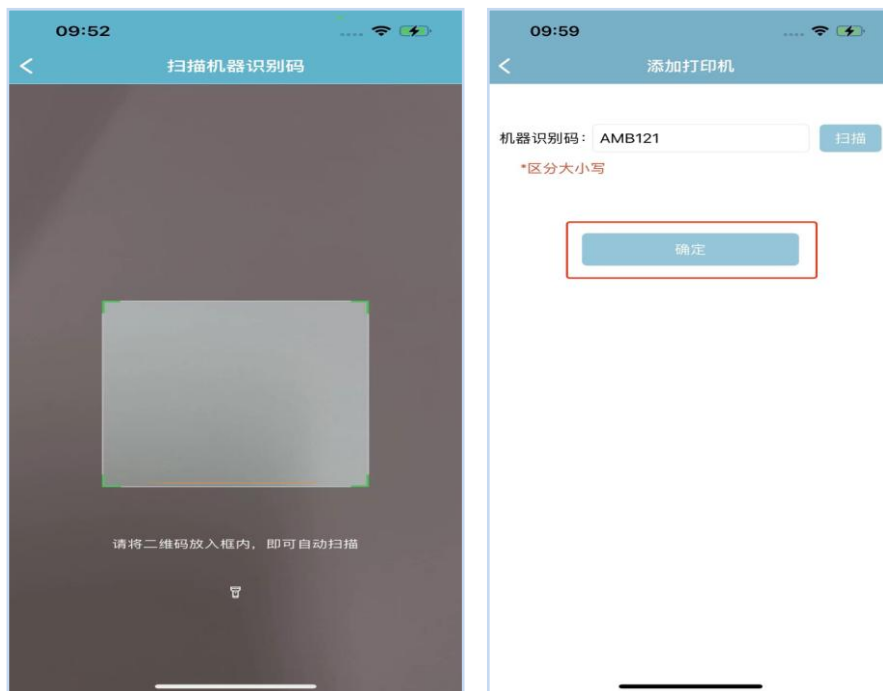 09:52
扫描机器识别码
请将二维码放入框内，即可自动扫描
09:59
添加打印机
机器识别码： AMB121 扫描
*区分大小写
确定